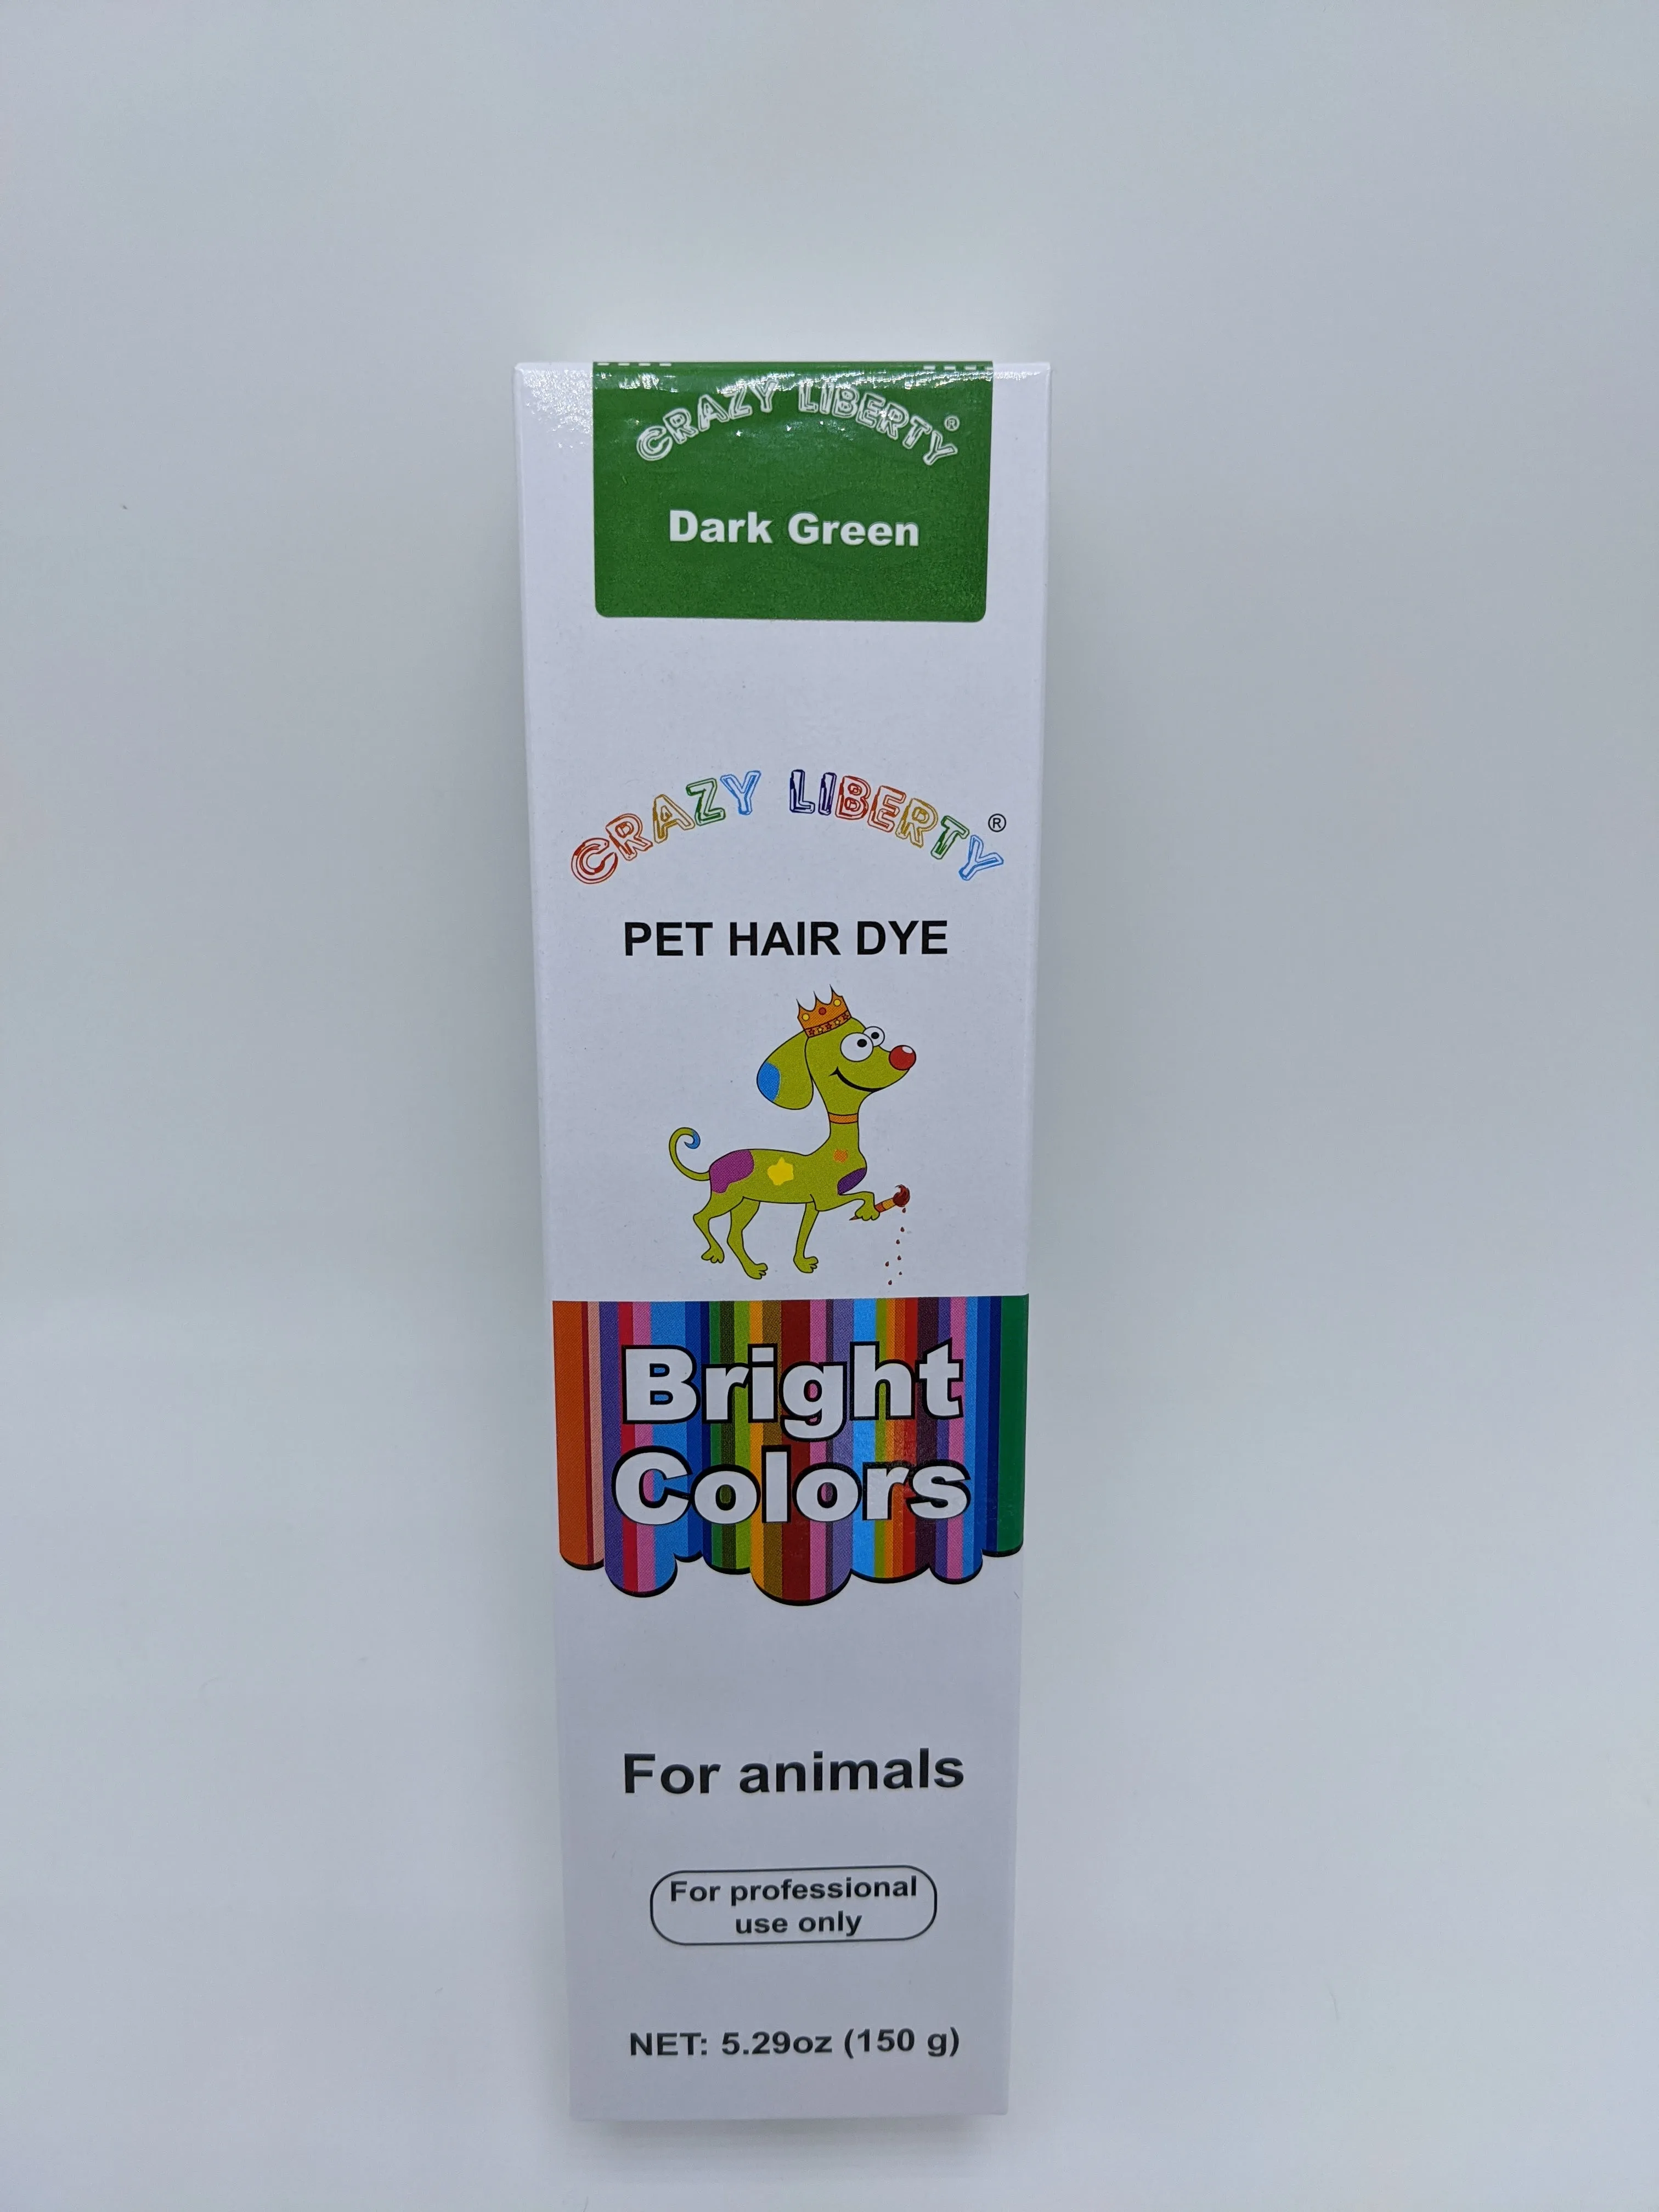 CRAZY LIBERTY®
Dark Green
CRAZY LIBERTY®
PET HAIR DYE
Bright
Colors
For animals
For professional
use only
NET: 5.29oz (150 g)